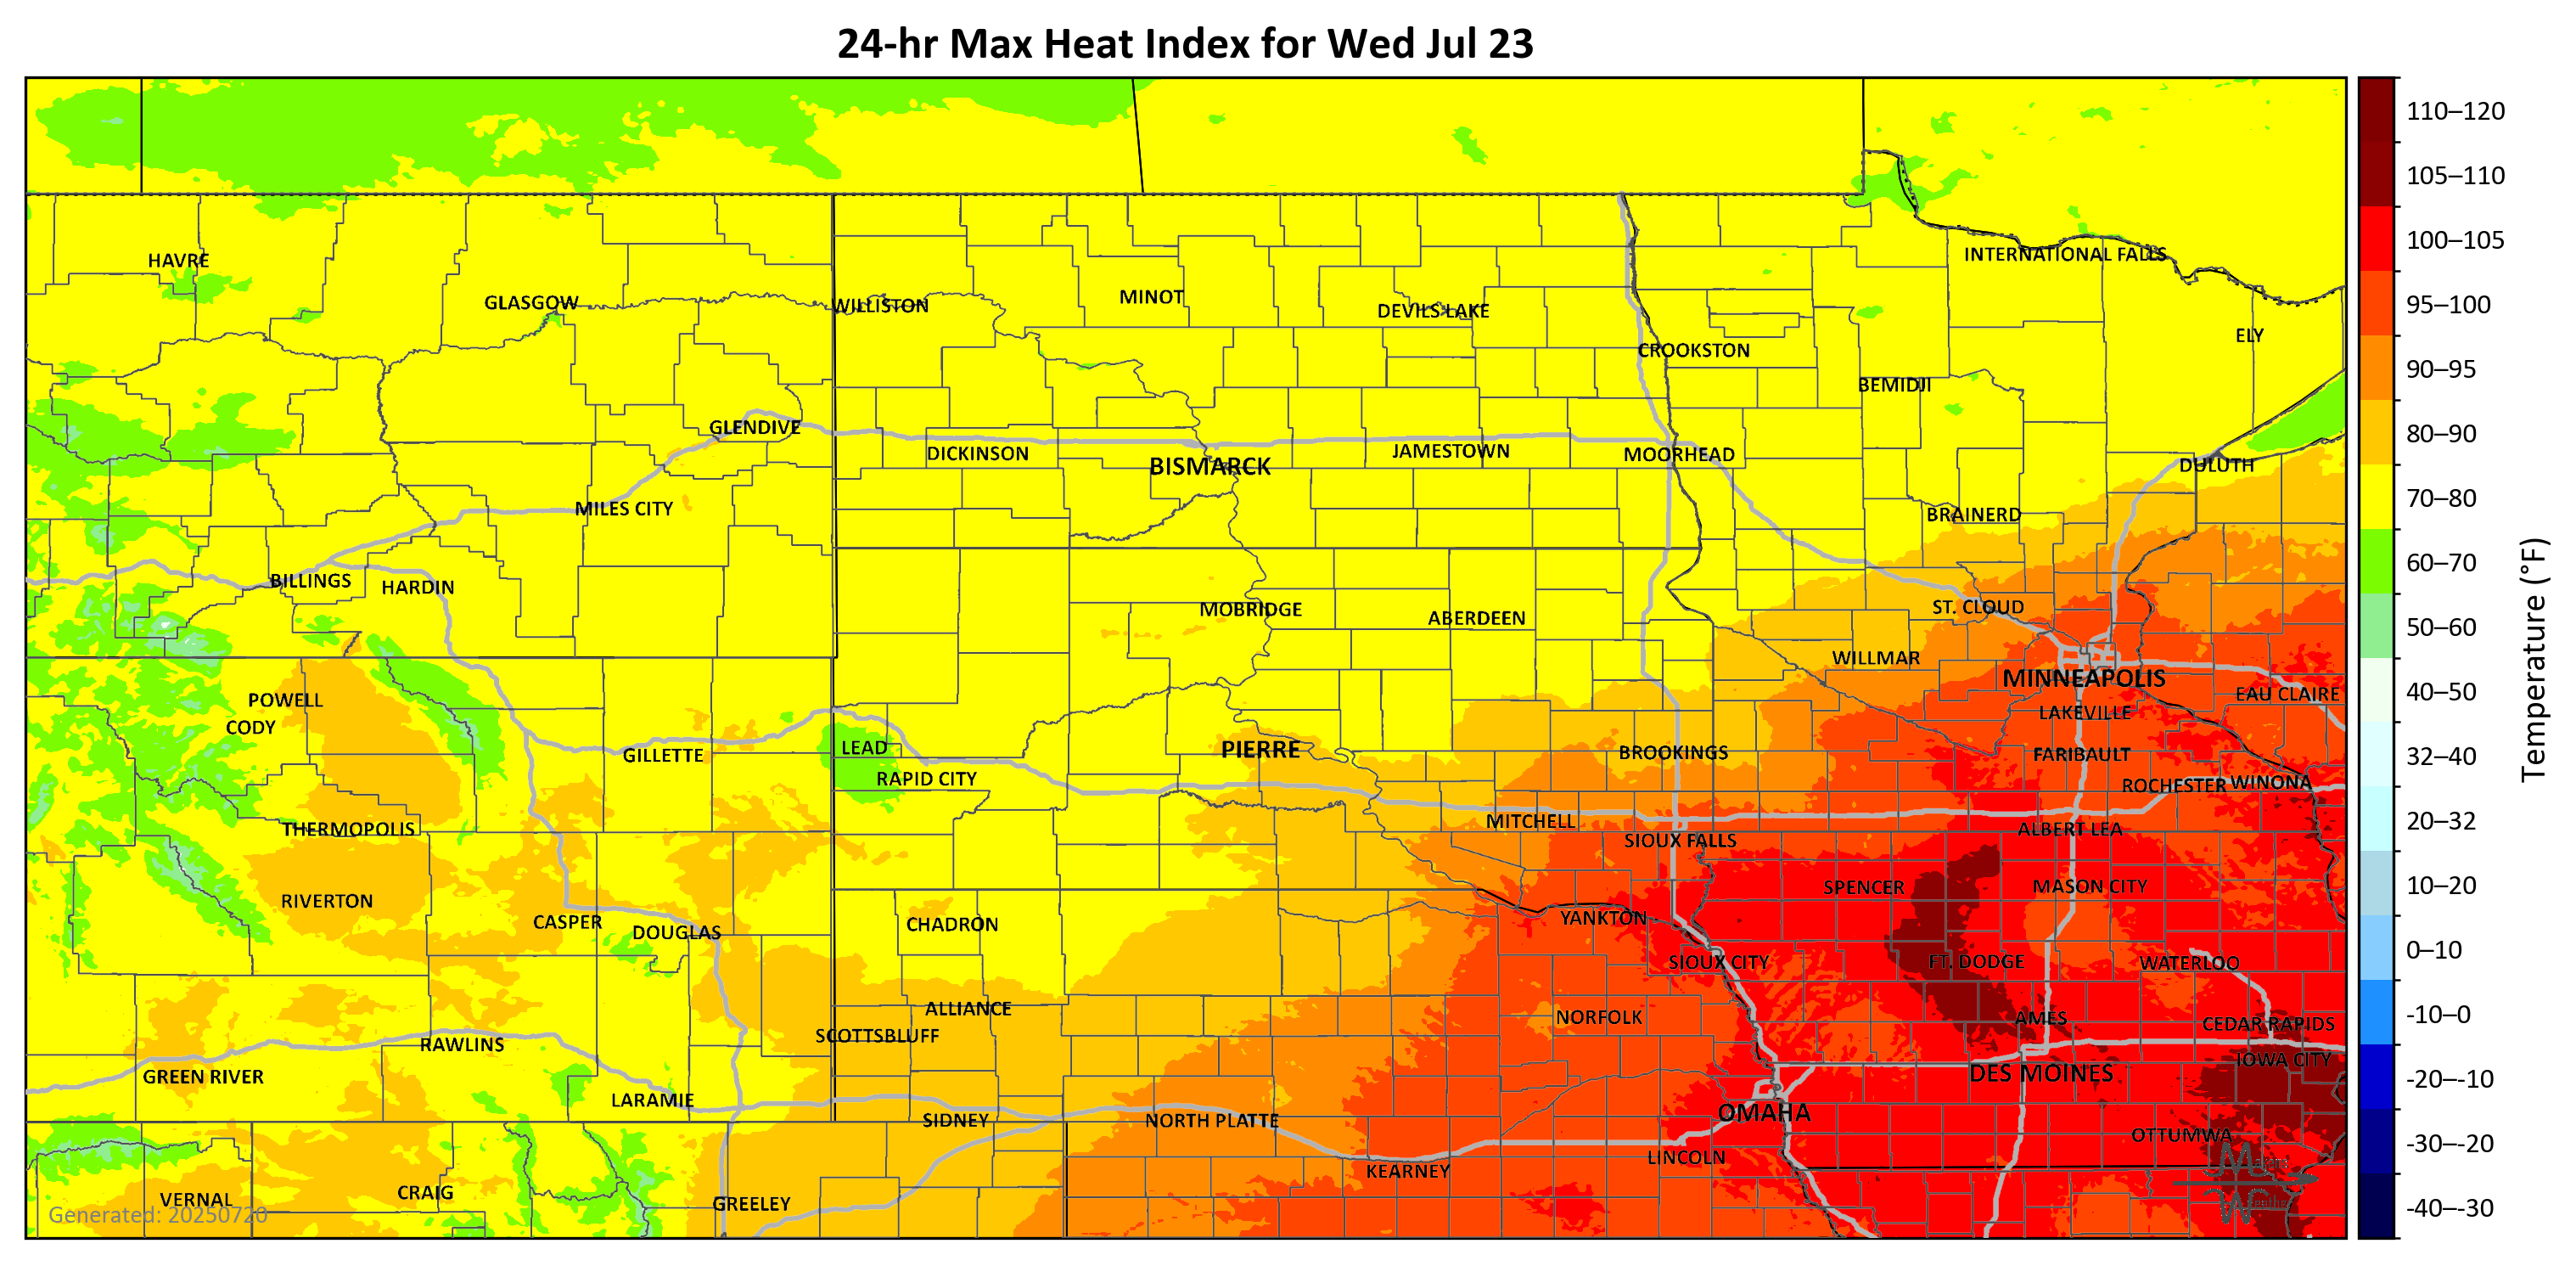 24-hr Max Heat Index for Wed Jul 23
110–120
105–110
100–105
95–100
90–95
80–90
70–80
60–70
50–60
40–50
32–40
20–32
10–20
0–10
-10–0
-20–-10
-30–-20
-40–-30
Temperature (°F)
INTERNATIONAL FALLS
HAVRE
MINOT
GLASGOW
WILLISTON
DEVILS LAKE
ELY
CROOKSTON
BEMIDJI
GLENDIVE
DICKINSON
JAMESTOWN
MOORHEAD
BISMARCK
DULUTH
MILES CITY
BRAINERD
BILLINGS
HARDIN
MOBRIDGE
ABERDEEN
ST. CLOUD
WILLMAR
MINNEAPOLIS
EAU CLAIRE
POWELL
LAKEVILLE
CODY
LEAD
PIERRE
GILLETTE
BROOKINGS
FARIBAULT
RAPID CITY
ROCHESTER
WINONA
MITCHELL
THERMOPOLIS
ALBERT LEA
SIOUX FALLS
SPENCER
MASON CITY
RIVERTON
CASPER
CHADRON
YANKTON
DOUGLAS
SIOUX CITY
FT. DODGE
WATERLOO
ALLIANCE
NORFOLK
AMES
CEDAR RAPIDS
SCOTTSBLUFF
RAWLINS
IOWA CITY
GREEN RIVER
DES MOINES
LARAMIE
OMAHA
SIDNEY
NORTH PLATTE
OTTUMWA
LINCOLN
KEARNEY
VERNAL
CRAIG
GREELEY
Generated: 20250720